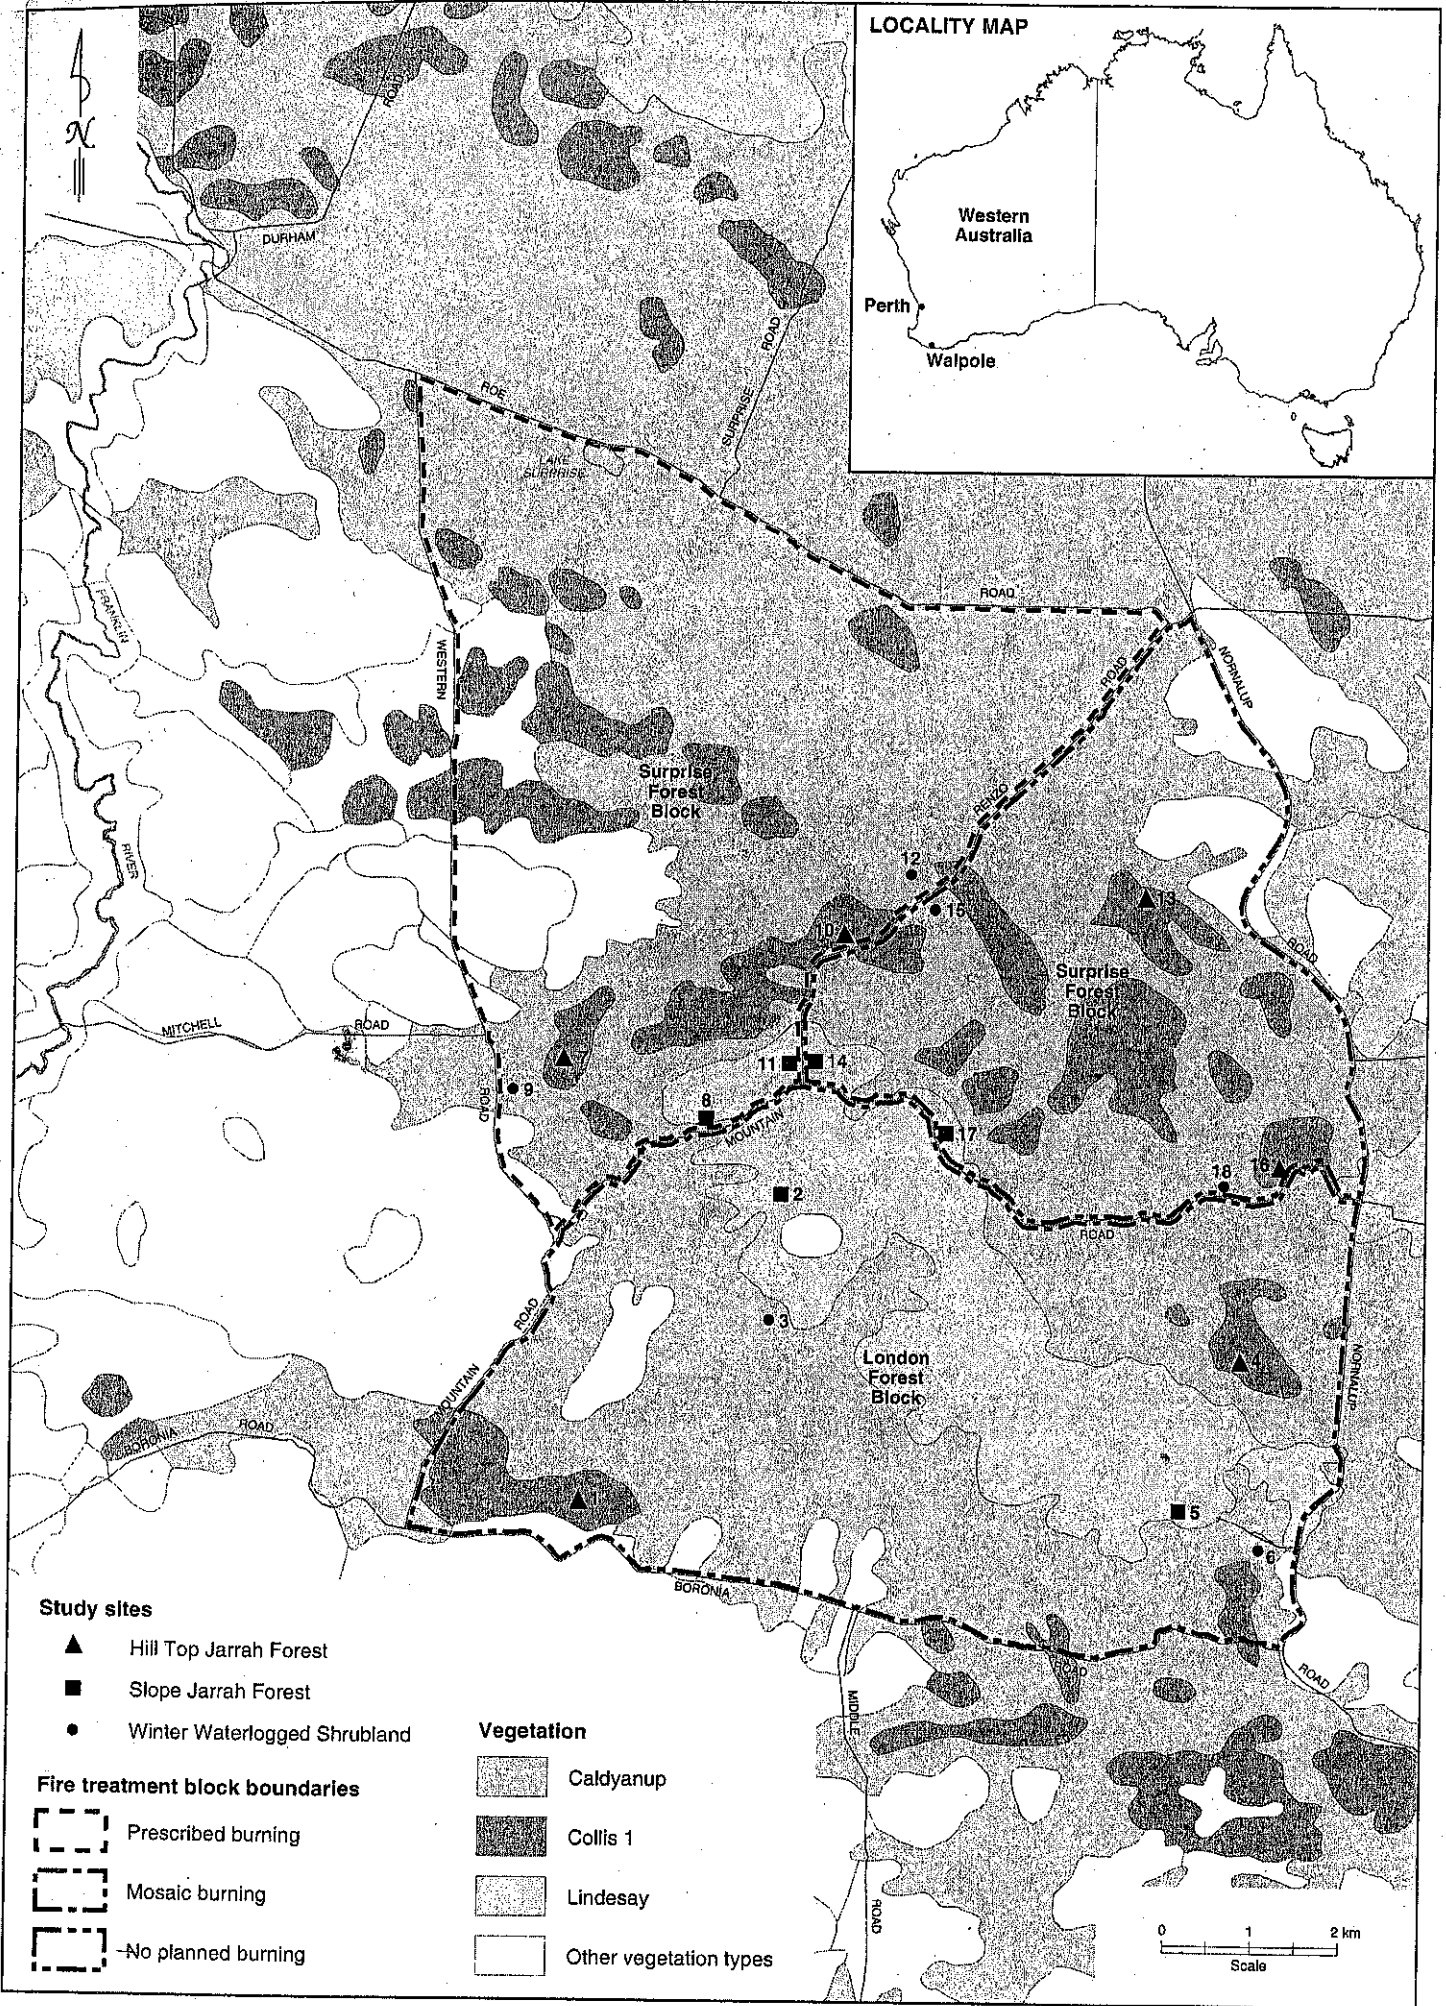 LOCALITY MAP
N
Western
Australia
Perth
Walpole
ROAD
DURHAM
ROE
ROAD
SURPRISE
LAKE
SURPRISE
ROAD
FRANKLIN
WESTERN
ROAD
NORNALUP
Surprise
Forest
Block
RENZO
RIVER
12
15
13
10
ROAD
Surprise
Forest
Block
MITCHELL
ROAD
7
11
14
9
ROAD
8
MOUNTAIN
17
16
18
2
ROAD
3
ROAD
London
Forest
Block
4
NORNALUP
MOUNTAIN
BORONIA
ROAD
1
5
6
BORONIA
ROAD
ROAD
MIDDLE
ROAD
Study sites
Hill Top Jarrah Forest
Slope Jarrah Forest
Winter Waterlogged Shrubland
Fire treatment block boundaries
Prescribed burning
Mosaic burning
No planned burning
Vegetation
Caldyanup
Collis 1
Lindesay
Other vegetation types
0 1 2 km
Scale